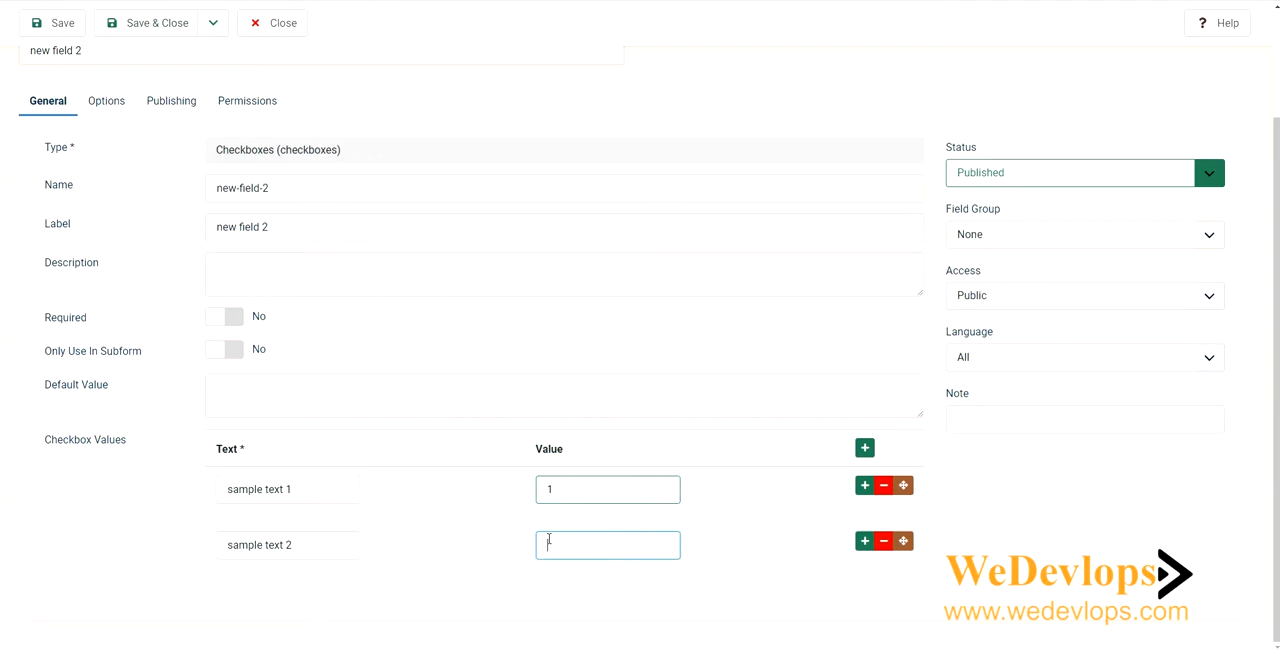 Save Save & Close Close Help
new field 2
General Options Publishing Permissions
Type * Checkboxes (checkboxes)
Name new-field-2
Label new field 2
Description
Required No
Only Use In Subform No
Default Value
Checkbox Values
Text * Value
sample text 1 1
sample text 2
Status
Published
Field Group
None
Access
Public
Language
All
Note
WeDevlops
www.wedevlops.com